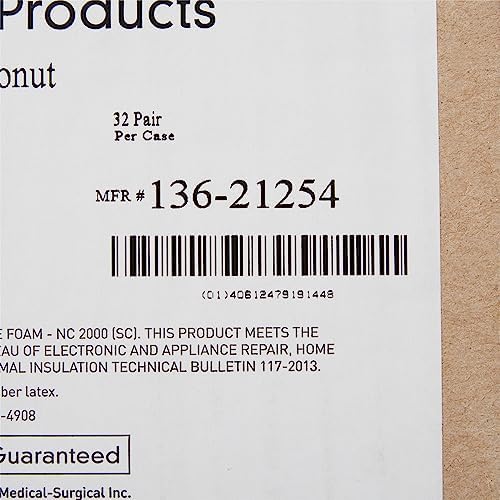 Products
onut
32 Pair
Per Case
MFR # 136-21254
(01)40612479191448
E FOAM - NC 2000 (SC). THIS PRODUCT MEETS THE
AU OF ELECTRONIC AND APPLIANCE REPAIR, HOME
MAL INSULATION TECHNICAL BULLETIN 117-2013.
ber latex.
-4908
Guaranteed
Medical-Surgical Inc.